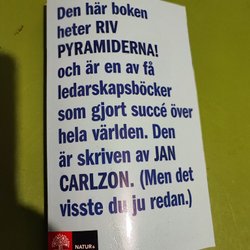 Den här boken
heter RIV
PYRAMIDERNA!
och är en av få
ledarskapsböcker
som gjort succé över
hela världen. Den
är skriven av JAN
CARLZON. (Men det
visste du ju redan.)
NATUR&